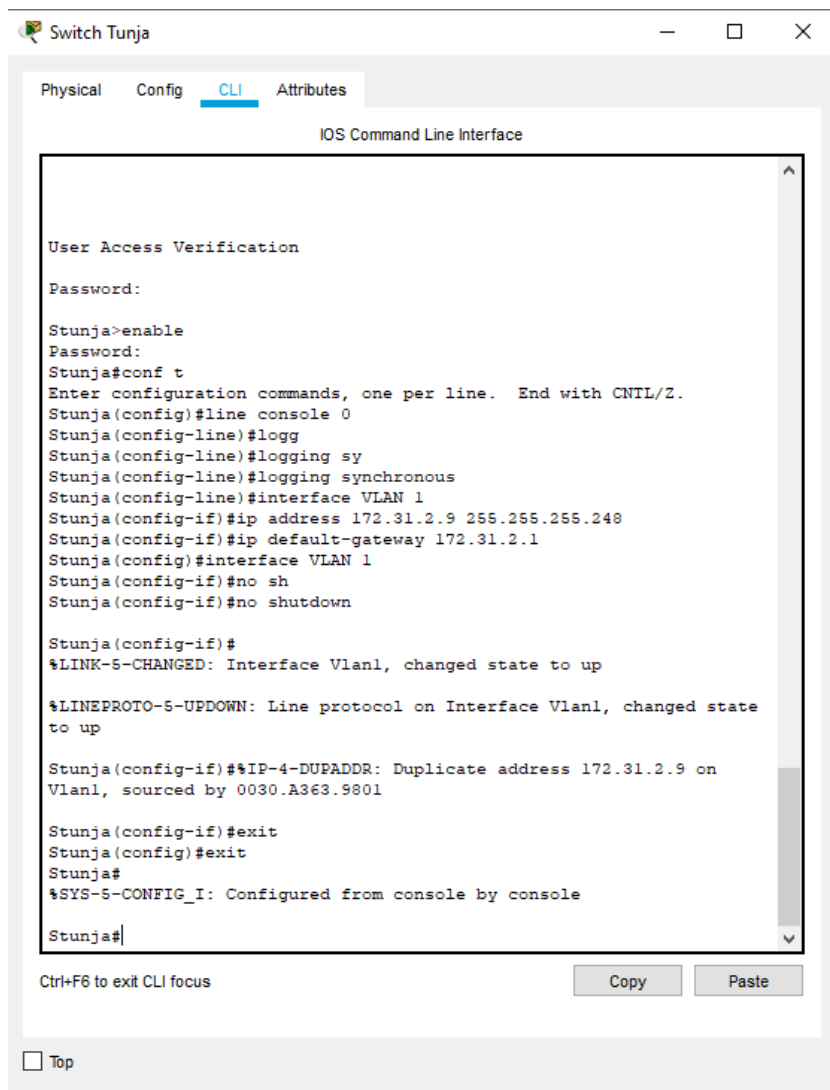 Switch Tunja
Physical Config CLI Attributes
IOS Command Line Interface
User Access Verification
Password:
Stunja>enable
Password:
Stunja#conf t
Enter configuration commands, one per line.  End with CNTL/Z.
Stunja(config)#line console 0
Stunja(config-line)#logg
Stunja(config-line)#logging sy
Stunja(config-line)#logging synchronous
Stunja(config-line)#interface VLAN 1
Stunja(config-if)#ip address 172.31.2.9 255.255.255.248
Stunja(config-if)#ip default-gateway 172.31.2.1
Stunja(config)#interface VLAN 1
Stunja(config-if)#no sh
Stunja(config-if)#no shutdown
Stunja(config-if)#
%LINK-5-CHANGED: Interface Vlan1, changed state to up
%LINEPROTO-5-UPDOWN: Line protocol on Interface Vlan1, changed state
to up
Stunja(config-if)#%IP-4-DUPADDR: Duplicate address 172.31.2.9 on
Vlan1, sourced by 0030.A363.9801
Stunja(config-if)#exit
Stunja(config)#exit
Stunja#
%SYS-5-CONFIG_I: Configured from console by console
Stunja#
Ctrl+F6 to exit CLI focus Copy Paste
Top